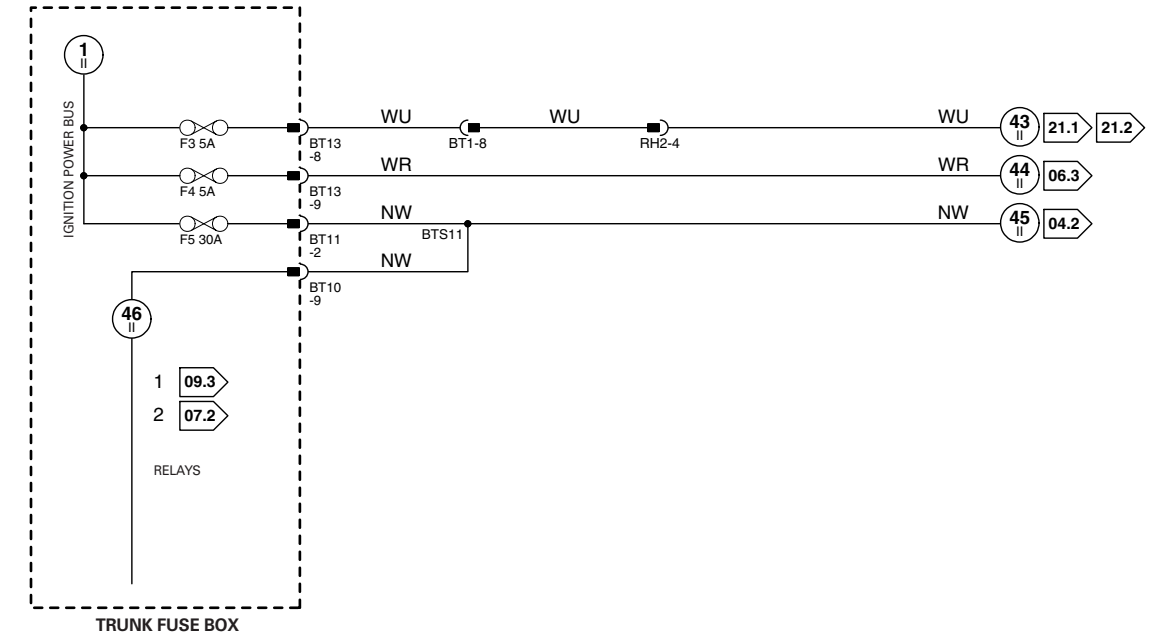 1
II
IGNITION POWER BUS
F3 5A
BT13
-8
WU
BT1-8
WU
RH2-4
WU
43
II
21.1
21.2
F4 5A
BT13
-9
WR
WR
44
II
06.3
F5 30A
BT11
-2
NW
BTS11
NW
45
II
04.2
BT10
-9
NW
46
II
1 09.3
2 07.2
RELAYS
TRUNK FUSE BOX